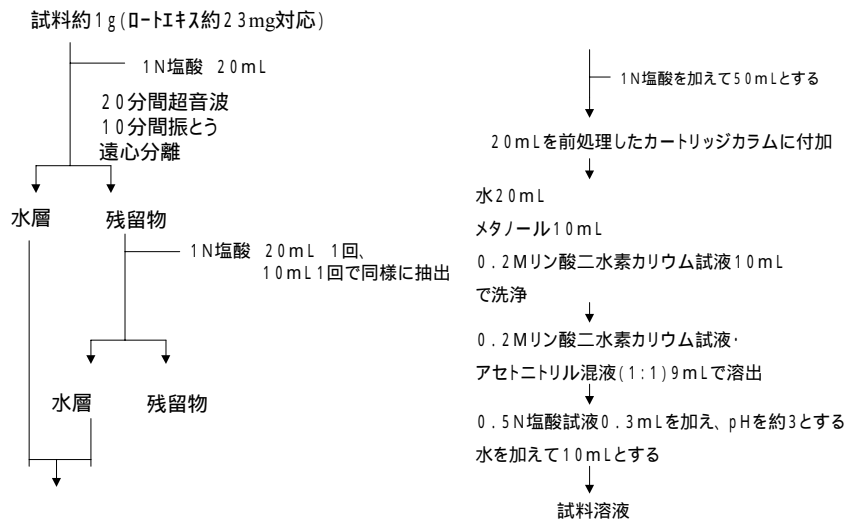 試料約1g(ロートエキス約23mg対応)
1N塩酸 20mL
20分間超音波
10分間振とう
遠心分離
水層 残留物
1N塩酸 20mL 1回、
10mL1回で同様に抽出
水層 残留物
1N塩酸を加えて50mLとする
20mLを前処理したカートリッジカラムに付加
水20mL
メタノール10mL
0.2Mリン酸二水素カリウム試液10mL
で洗浄
0.2Mリン酸二水素カリウム試液・
アセトニトリル混液(1:1)9mLで溶出
0.5N塩酸試液0.3mLを加え、pHを約3とする
水を加えて10mLとする
試料溶液